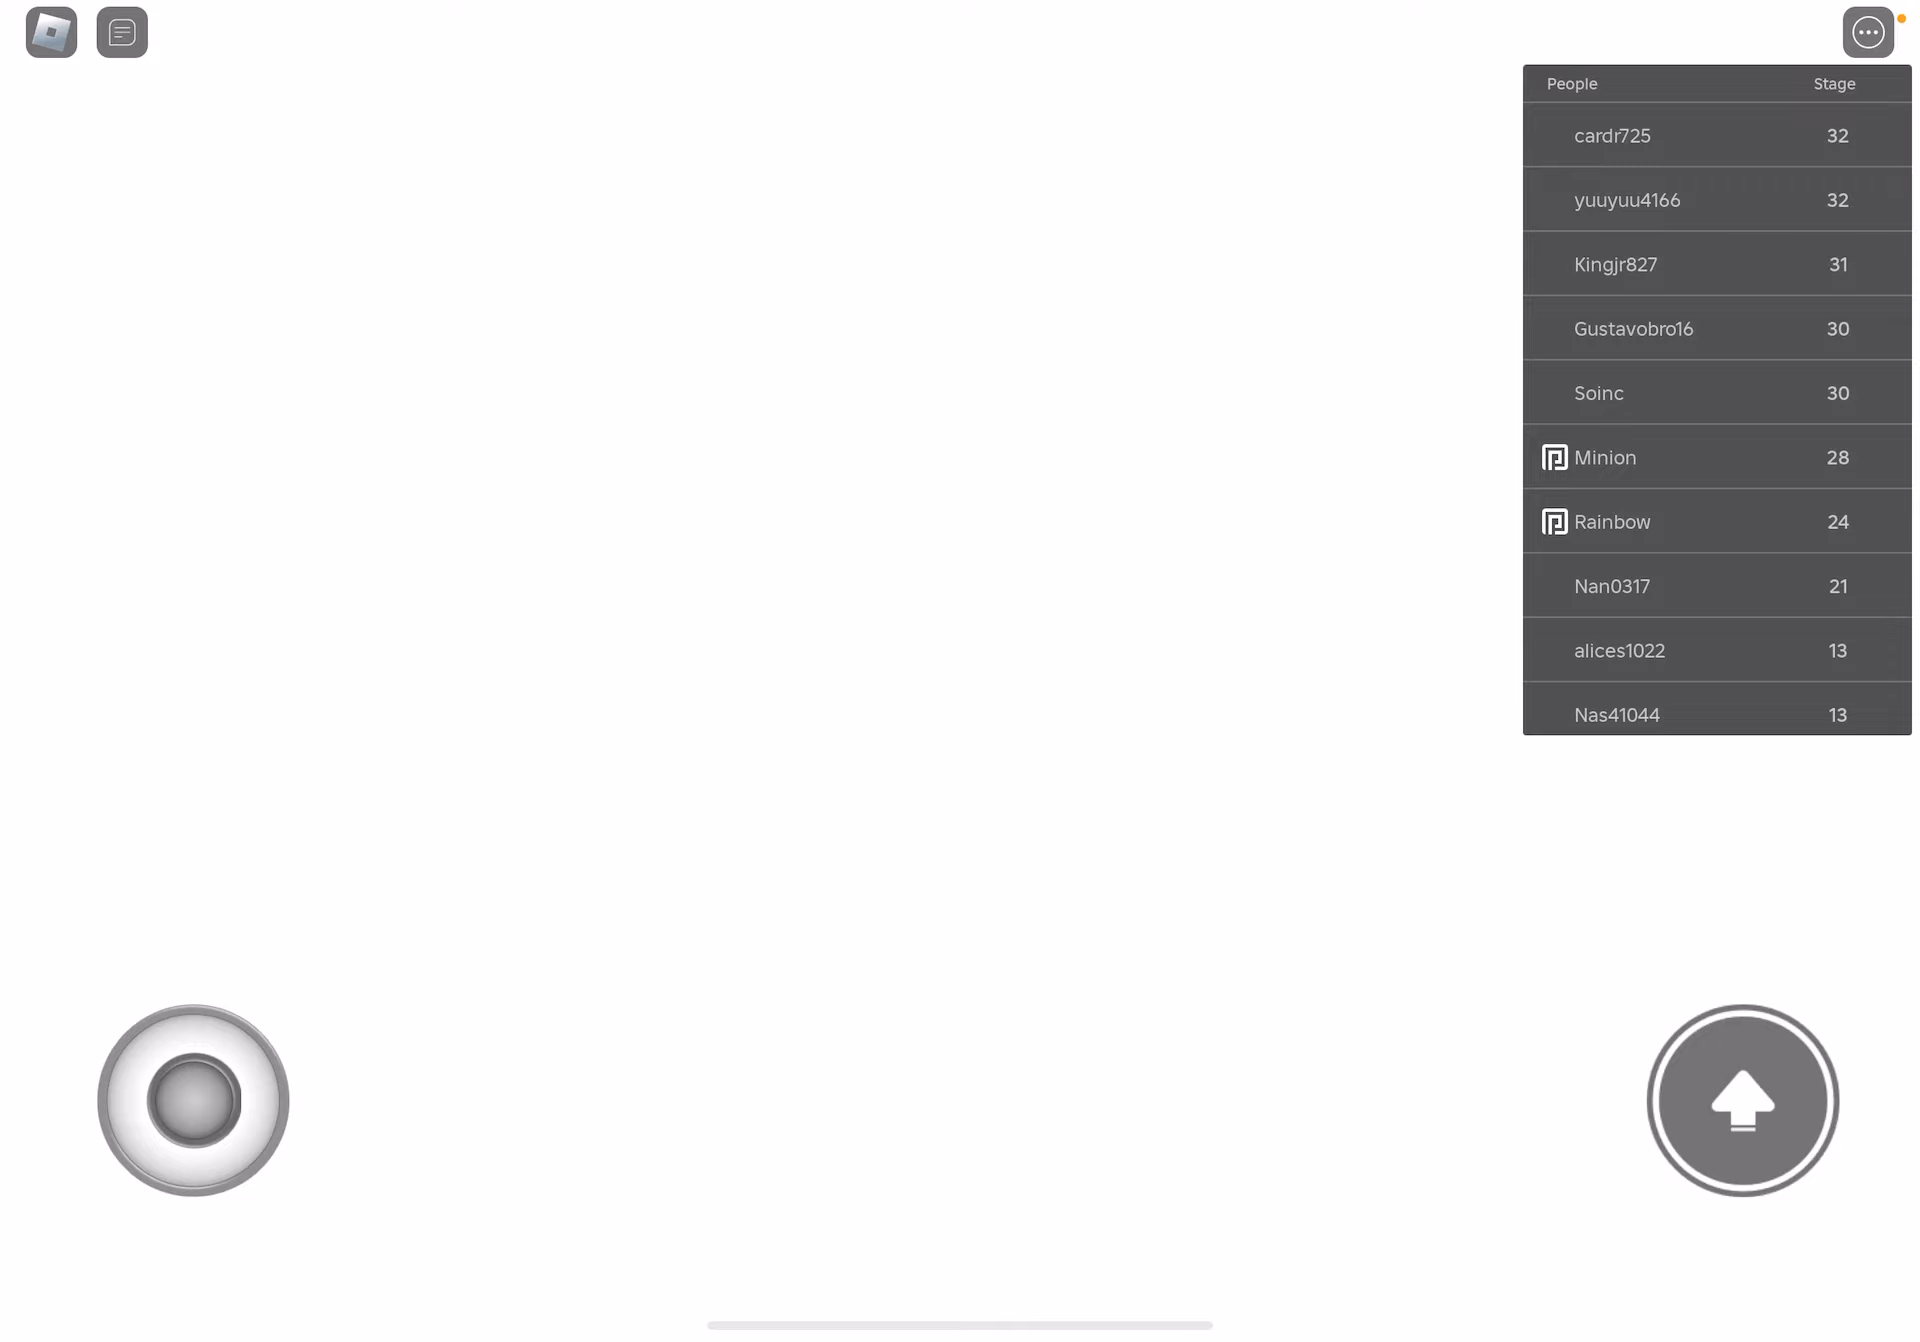 People Stage
cardr725 32
yuuyuu4166 32
Kingjr827 31
Gustavobro16 30
Soinc 30
Minion 28
Rainbow 24
Nan0317 21
alices1022 13
Nas41044 13